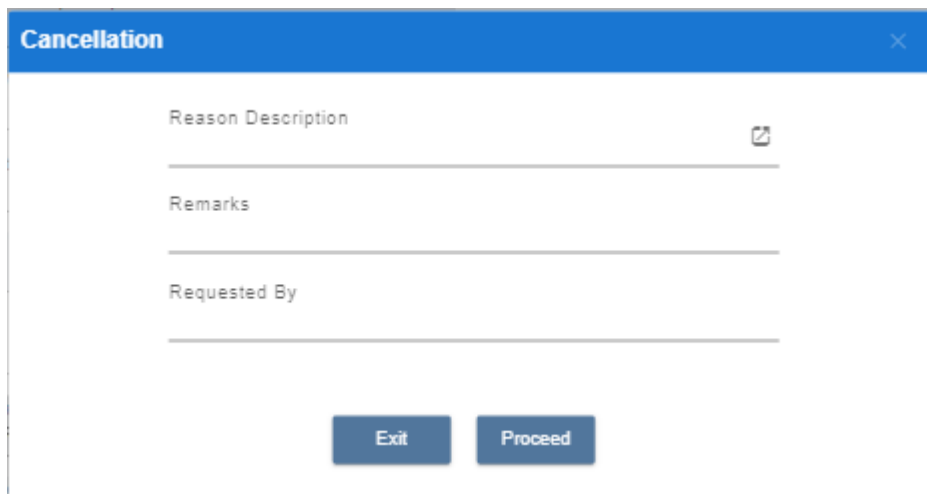 Cancellation
Reason Description
Remarks
Requested By
Exit Proceed